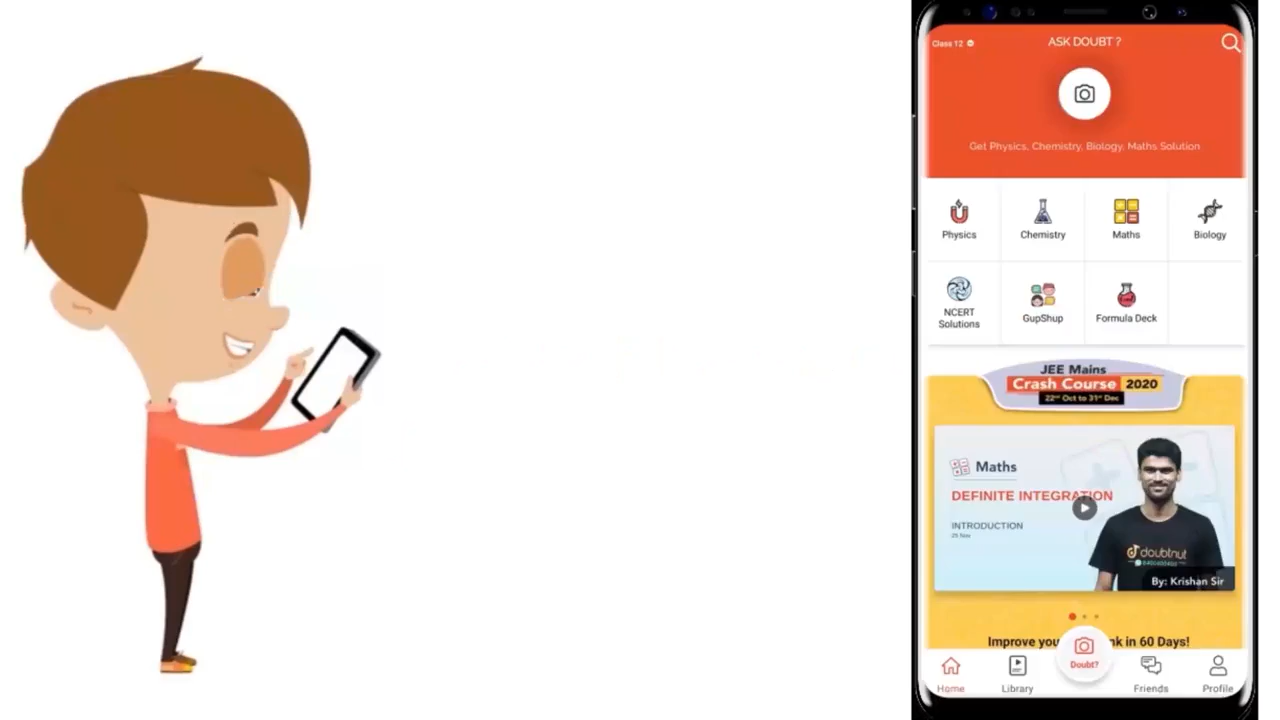 Class 12
ASK DOUBT ?
Get Physics, Chemistry, Biology, Maths Solution
Physics
Chemistry
Maths
Biology
NCERT
Solutions
GupShup
Formula Deck
JEE Mains
Crash Course 2020
22nd Oct to 31st Dec
Maths
DEFINITE INTEGRATION
INTRODUCTION
doubtnut
By: Krishan Sir
Improve you nk in 60 Days!
Doubt?
Home
Library
Friends
Profile